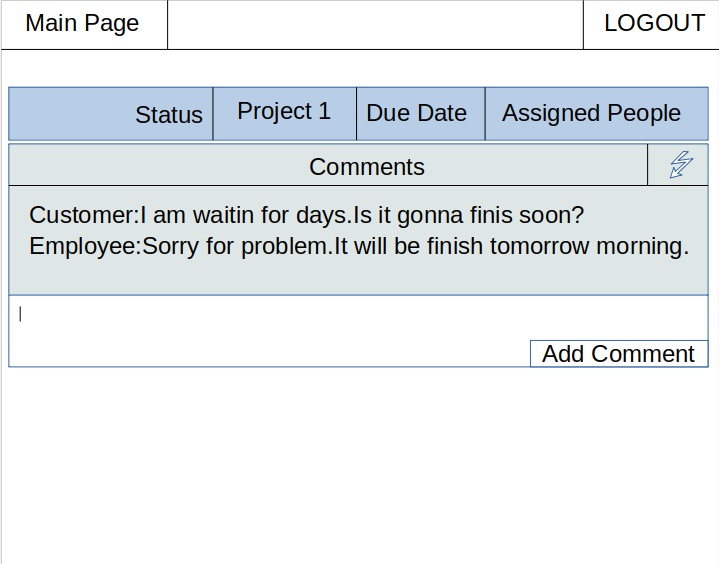 Main Page
LOGOUT
Status
Project 1
Due Date
Assigned People
Comments
Customer:I am waitin for days.Is it gonna finis soon?
Employee:Sorry for problem.It will be finish tomorrow morning.
Add Comment